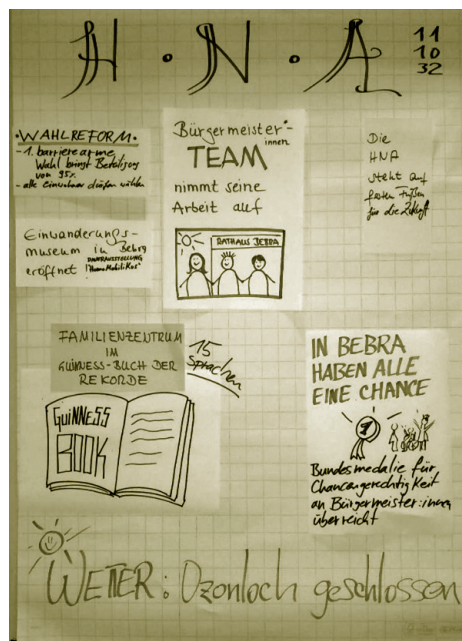 H · N · A
11
10
32
• WAHLREFORM •
- 1. barrierearme
Wahl bringt Beteiligung
von 95%
- alle Einwohner dürfen wählen
Bürgermeister*-
innen
TEAM
nimmt seine
Arbeit auf
RATHAUS BEBRA
Die
HNA
steht auf
festen Füßen
für die Zukunft
Einwanderungs-
museum in Bebra
DAUERAUSSTELLUNG
eröffnet
FAMILIENZENTRUM
IM
GUINNESS-BUCH DER
REKORDE
15
Sprachen
GUINNESS
BOOK
IN BEBRA
HABEN ALLE
EINE CHANCE
1
Bundesmedalie für
Chancengerechtigkeit
an Bürgermeister:innen
überreicht
WETTER: Ozonloch geschlossen